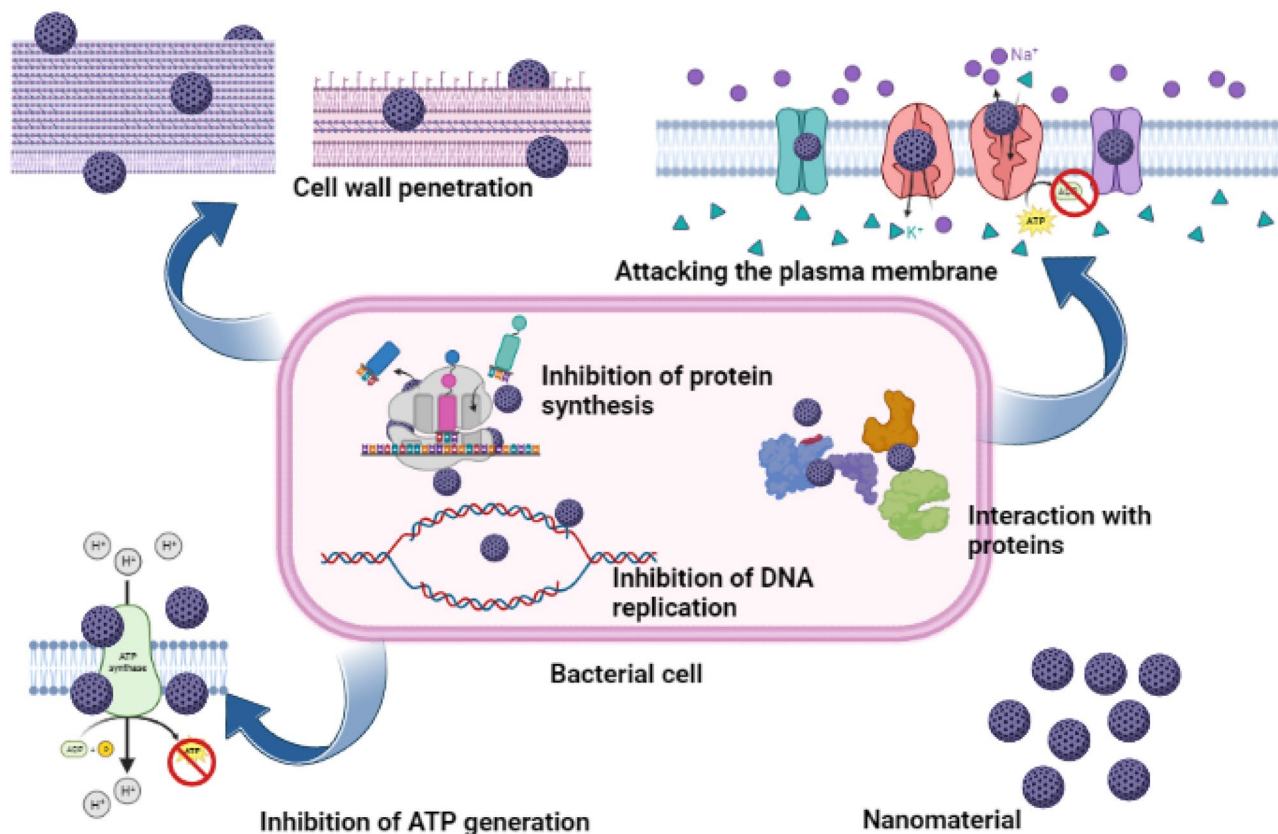 Na⁺
Cell wall penetration
ATP
ADP
K⁺
Attacking the plasma membrane
Inhibition of protein
synthesis
Interaction with
proteins
Inhibition of DNA
replication
H⁺
H⁺
H⁺
ATP
synthase
ADP + P
ATP
H⁺
H⁺
Bacterial cell
Inhibition of ATP generation
Nanomaterial